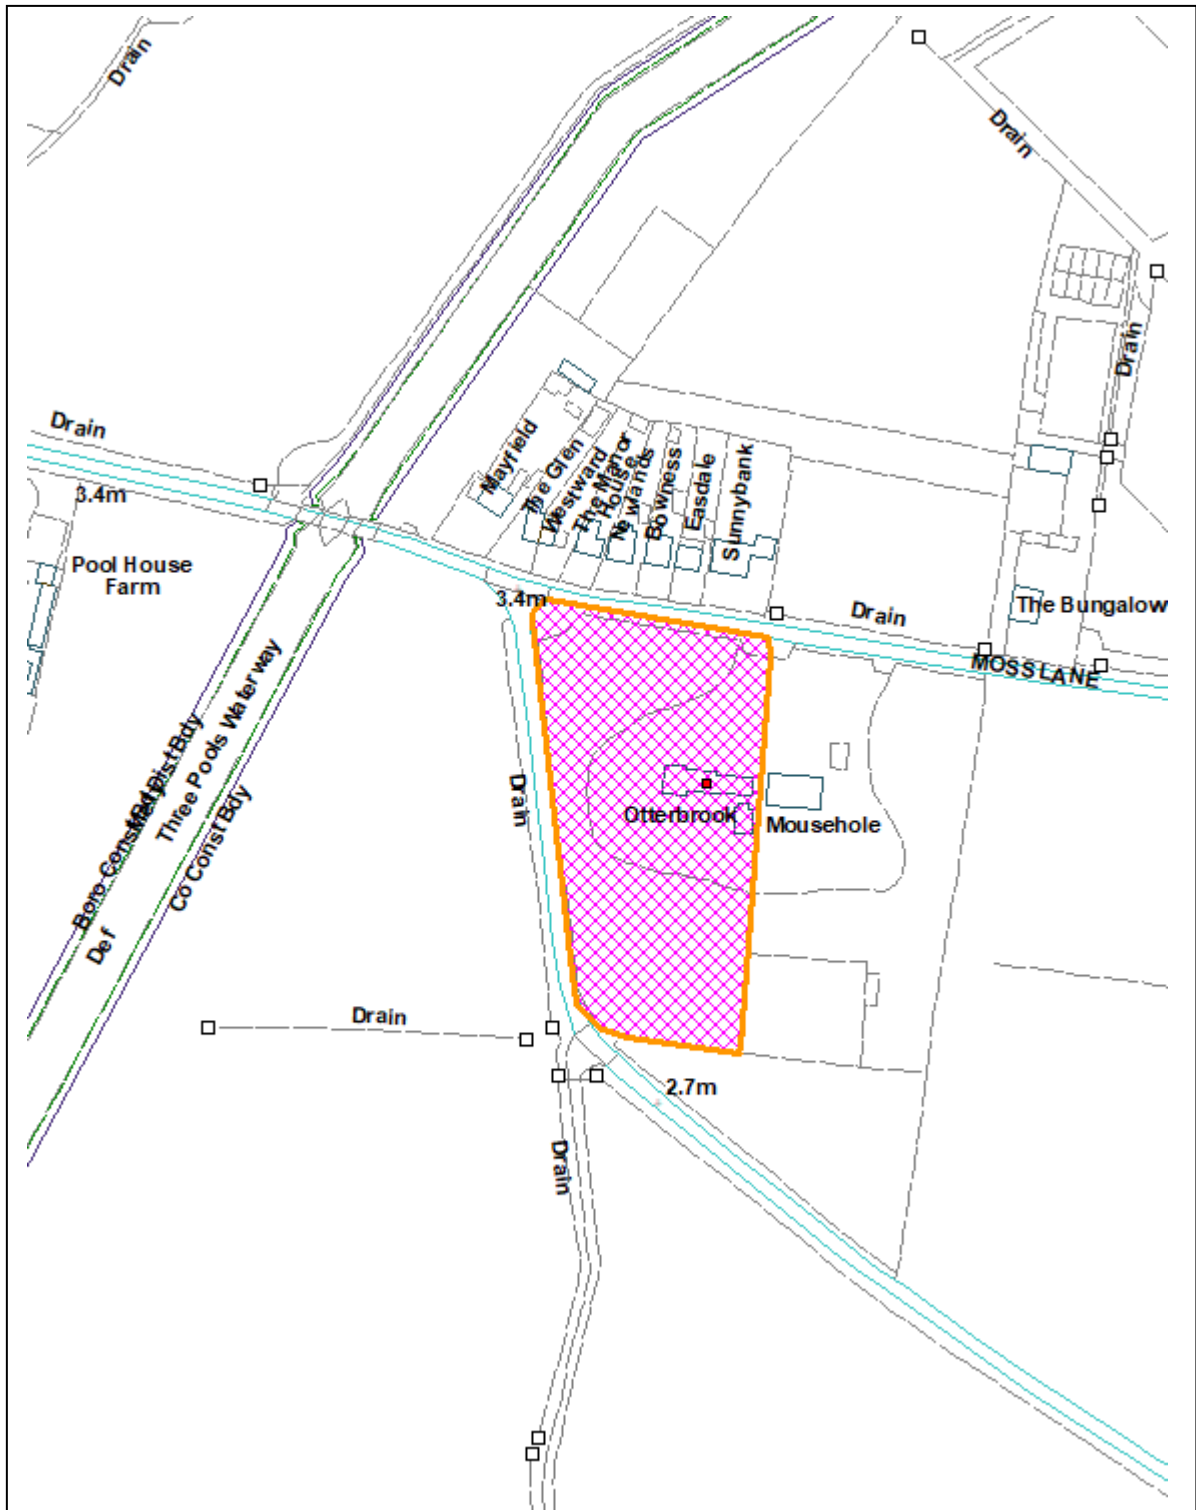 Drain
Drain
Drain
Drain
3.4m
Mayfield
The Glen
Westward
The Manor
House
Newlands
Bowness
Easdale
Sunnybank
Pool House
Farm
3.4m
Drain
The Bungalow
MOSS LANE
Three Pools Waterway
Co Const Bdy
Def
Drain
Otterbrook
Mousehole
Drain
2.7m
Drain